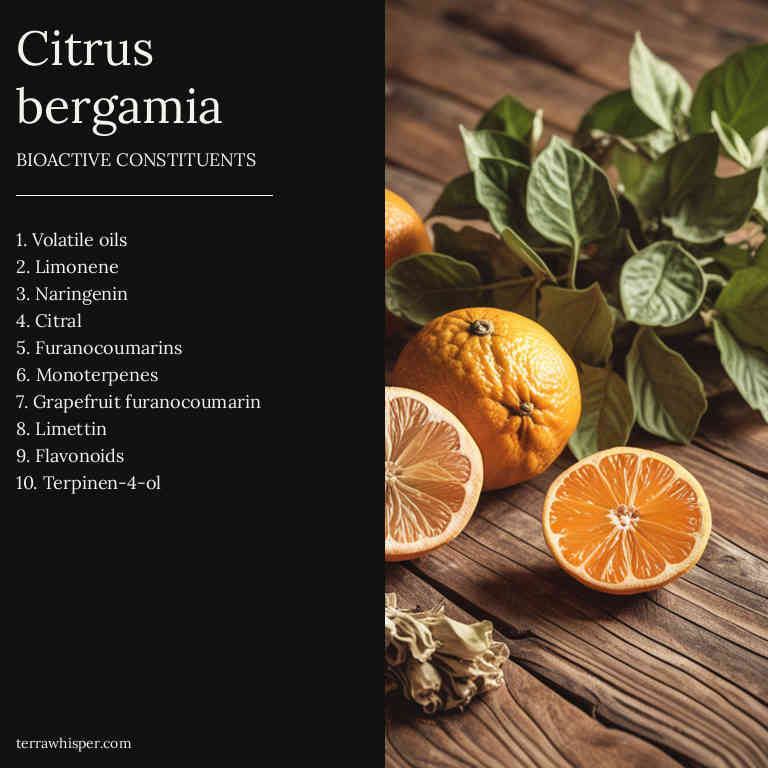 Citrus
bergamia
BIOACTIVE CONSTITUENTS
1. Volatile oils
2. Limonene
3. Naringenin
4. Citral
5. Furanocoumarins
6. Monoterpenes
7. Grapefruit furanocoumarin
8. Limettin
9. Flavonoids
10. Terpinen-4-ol
terrawhisper.com